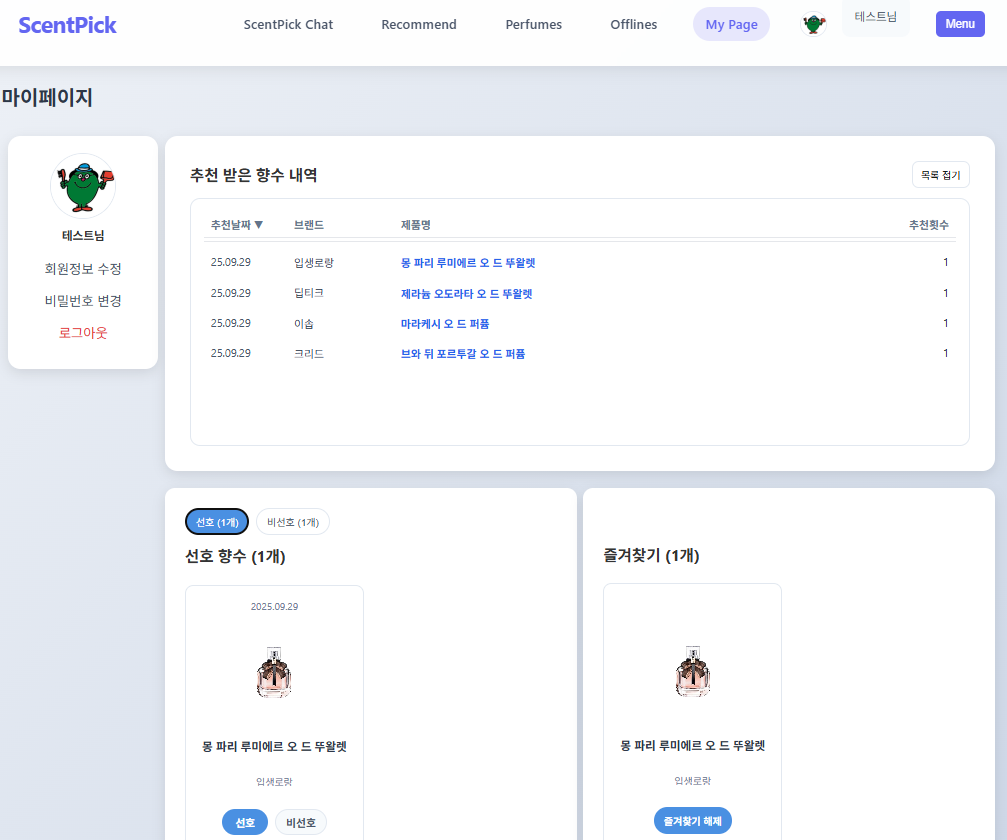 ScentPick ScentPick Chat Recommend Perfumes Offlines My Page 테스트님 Menu
마이페이지
테스트님
회원정보 수정
비밀번호 변경
로그아웃
추천 받은 향수 내역 목록 접기
추천날짜 ▼ 브랜드 제품명 추천횟수
25.09.29 입생로랑 몽 파리 루미에르 오 드 뚜왈렛 1
25.09.29 딥티크 제라늄 오도라타 오 드 뚜왈렛 1
25.09.29 이솝 마라케시 오 드 퍼퓸 1
25.09.29 크리드 브와 뒤 포르투갈 오 드 퍼퓸 1
선호 (1개) 비선호 (1개)
선호 향수 (1개)
2025.09.29
몽 파리 루미에르 오 드 뚜왈렛
입생로랑
선호 비선호
즐겨찾기 (1개)
몽 파리 루미에르 오 드 뚜왈렛
입생로랑
즐겨찾기 해제